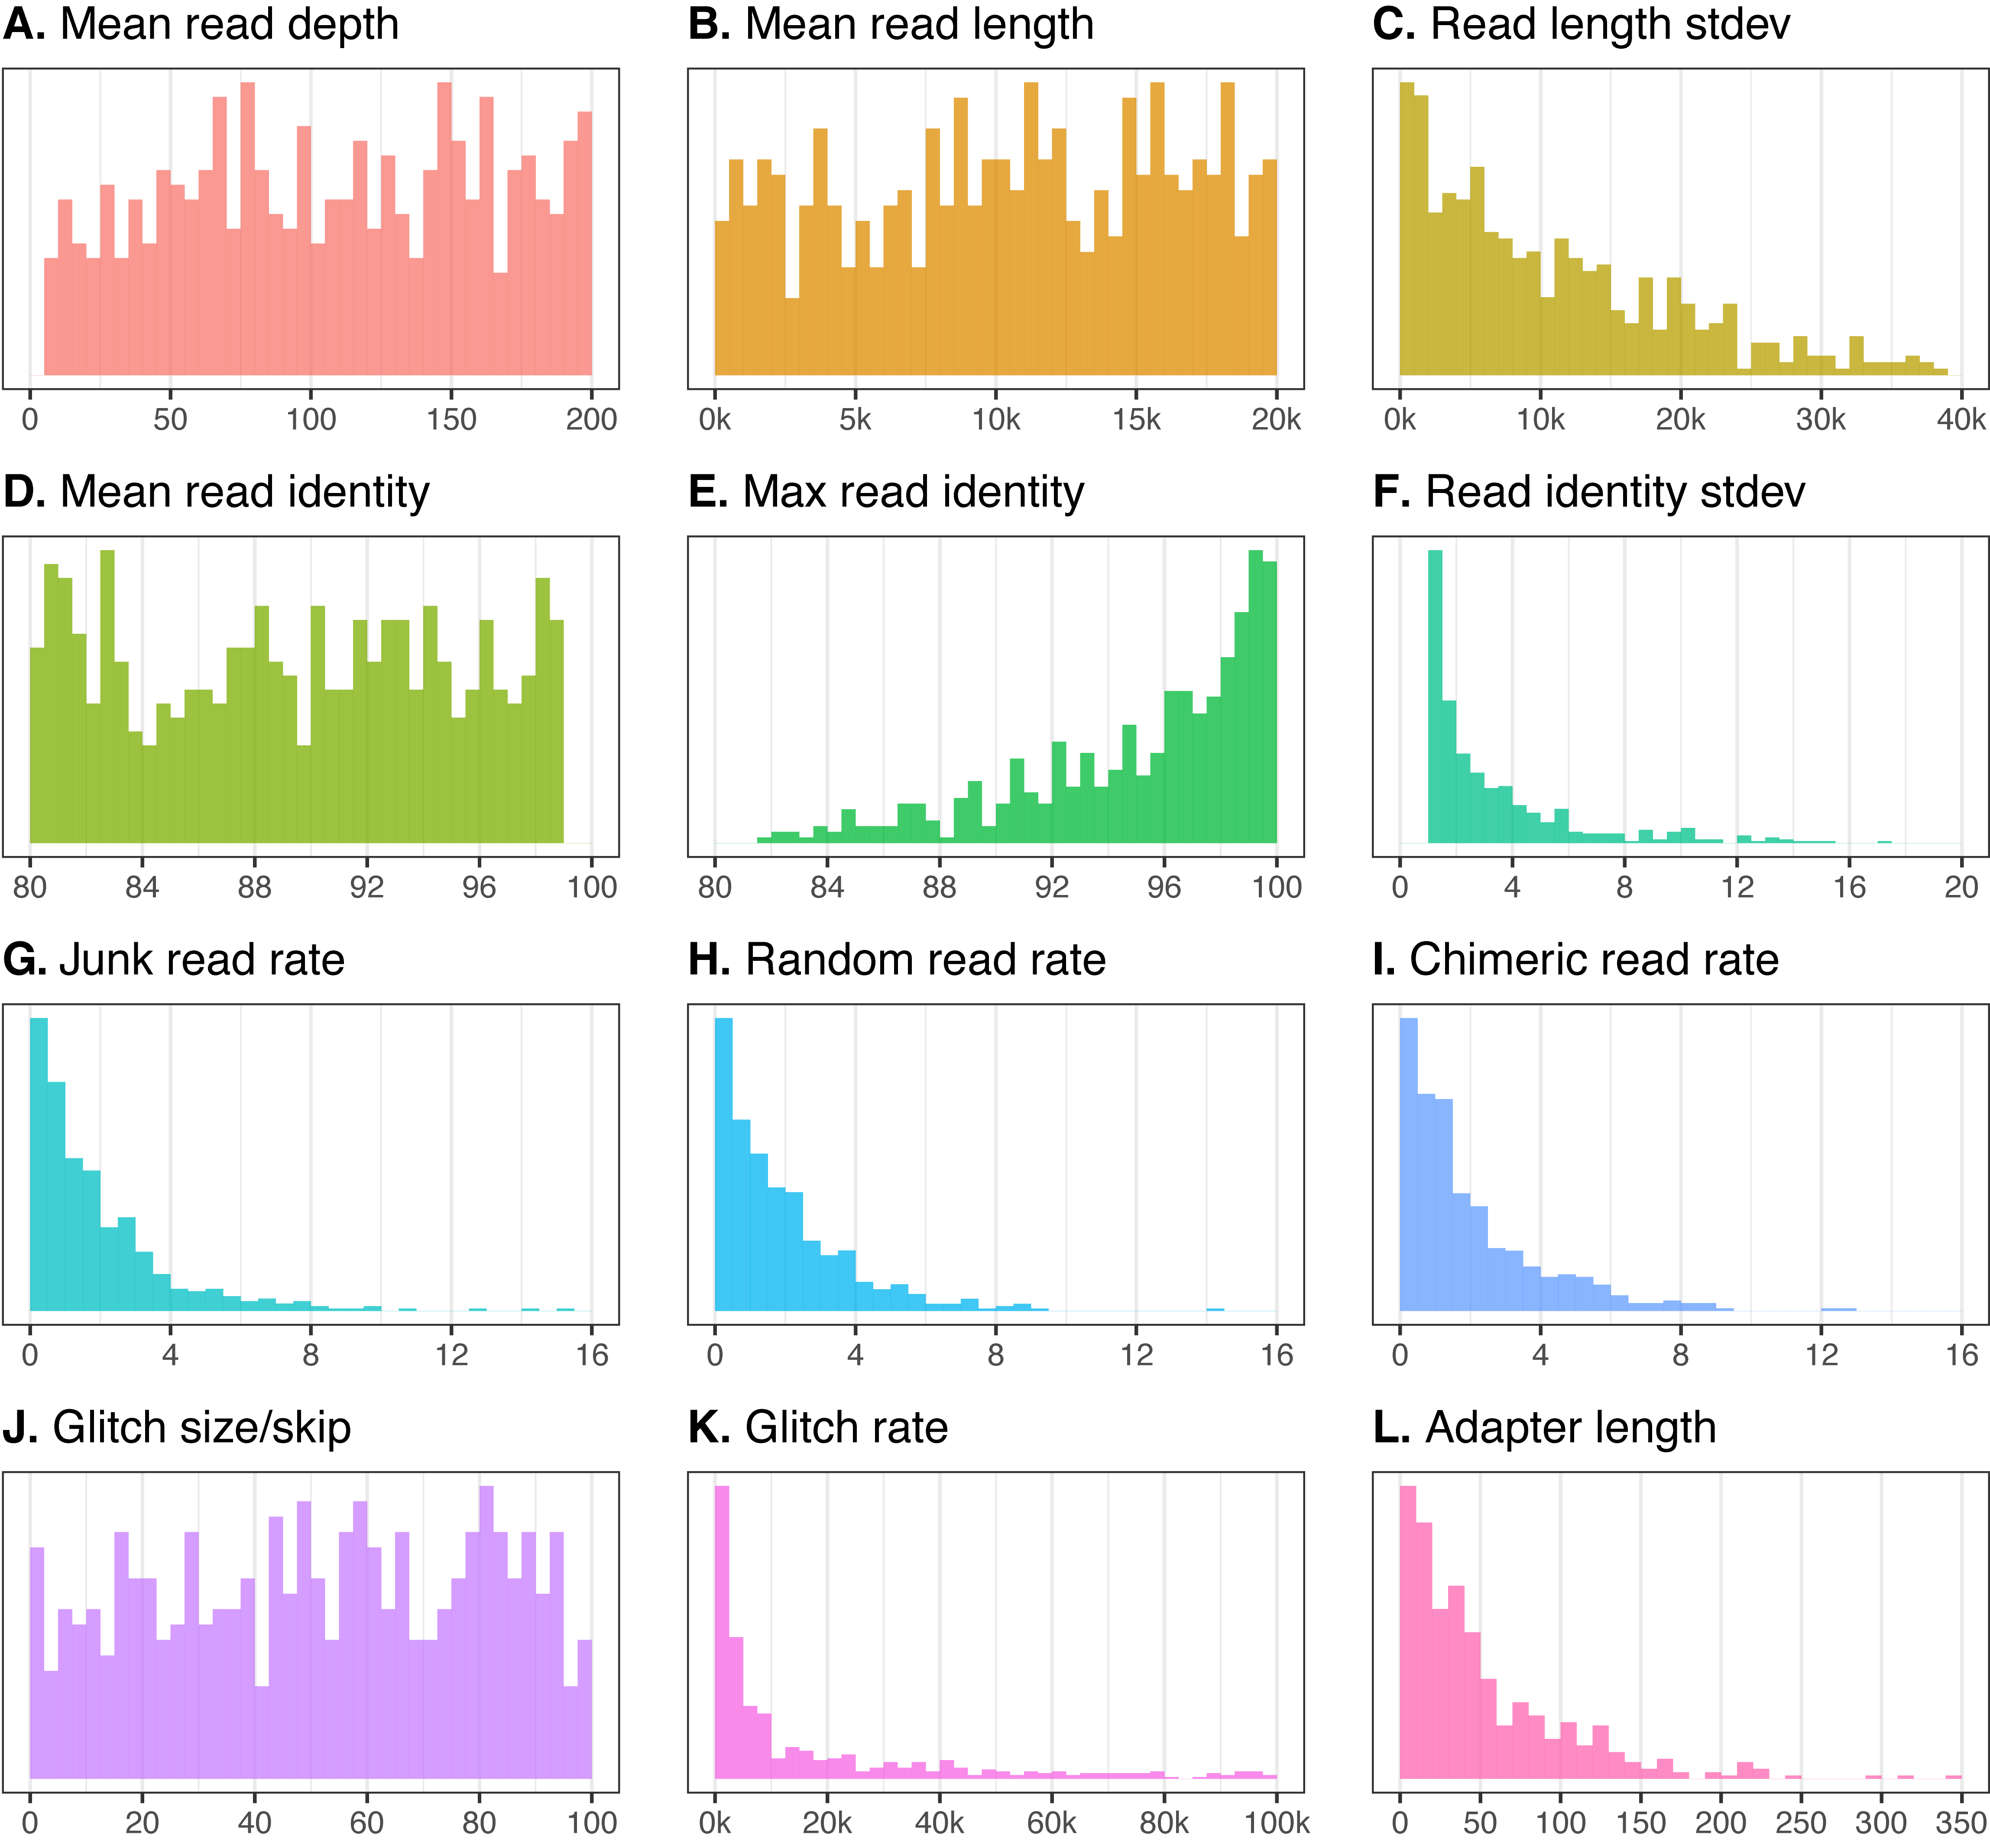 A. Mean read depth
B. Mean read length
C. Read length stdev
0 50 100 150 200
0k 5k 10k 15k 20k
0k 10k 20k 30k 40k
D. Mean read identity
E. Max read identity
F. Read identity stdev
80 84 88 92 96 100
80 84 88 92 96 100
0 4 8 12 16 20
G. Junk read rate
H. Random read rate
I. Chimeric read rate
0 4 8 12 16
0 4 8 12 16
0 4 8 12 16
J. Glitch size/skip
K. Glitch rate
L. Adapter length
0 20 40 60 80 100
0k 20k 40k 60k 80k 100k
0 50 100 150 200 250 300 350